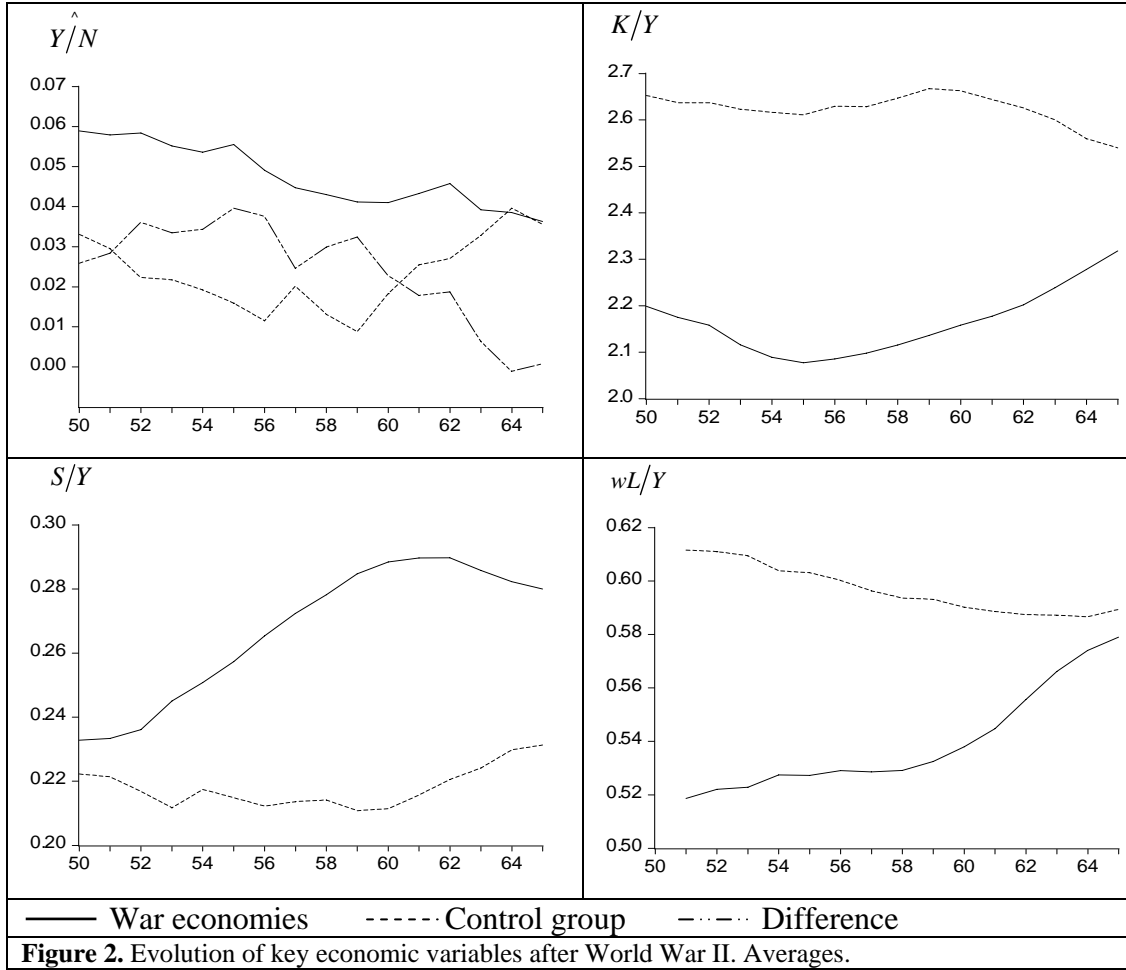 Y/N^
0.07
0.06
0.05
0.04
0.03
0.02
0.01
0.00
50 52 54 56 58 60 62 64
K/Y
2.7
2.6
2.5
2.4
2.3
2.2
2.1
2.0
50 52 54 56 58 60 62 64
S/Y
0.30
0.28
0.26
0.24
0.22
0.20
50 52 54 56 58 60 62 64
wL/Y
0.62
0.60
0.58
0.56
0.54
0.52
0.50
50 52 54 56 58 60 62 64
War economies Control group Difference
Figure 2. Evolution of key economic variables after World War II. Averages.